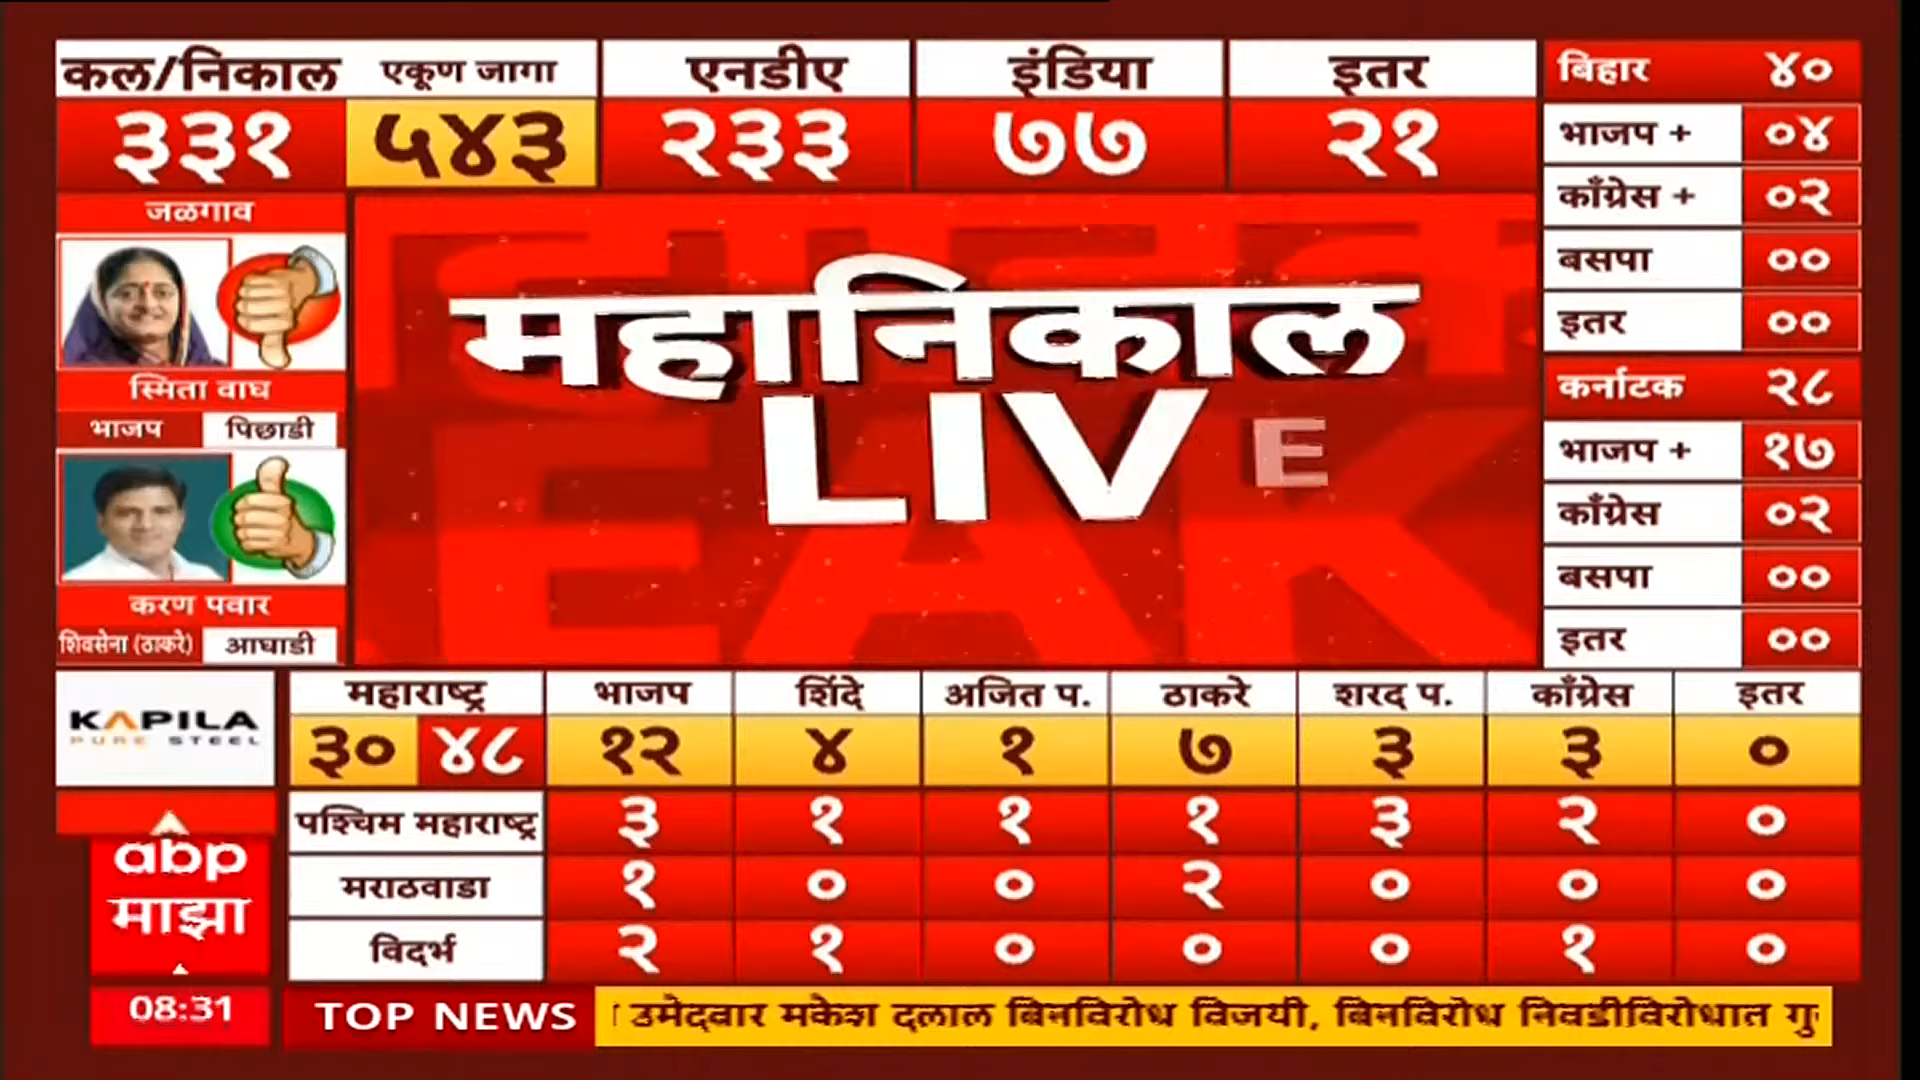 कल/निकाल एकूण जागा एनडीए इंडिया इतर
३३१ ५४३ २३३ ७७ २१
जळगाव
स्मिता वाघ
भाजप पिछाडी
करण पवार
शिवसेना (ठाकरे) आघाडी
महानिकाल
LIVE
बिहार ४०
भाजप + ०४
काँग्रेस + ०२
बसपा ००
इतर ००
कर्नाटक २८
भाजप + १७
काँग्रेस ०२
बसपा ००
इतर ००
KAPILA
PURE STEEL
महाराष्ट्र भाजप शिंदे अजित प. ठाकरे शरद प. काँग्रेस इतर
३० ४८ १२ ४ १ ७ ३ ३ ०
पश्चिम महाराष्ट्र ३ १ १ १ ३ २ ०
मराठवाडा १ ० ० २ ० ० ०
विदर्भ २ १ ० ० ० १ ०
abp
माझा
08:31
TOP NEWS उमेदवार मकेश दलाल बिनविरोध विजयी, बिनविरोध निवडीविरोधात